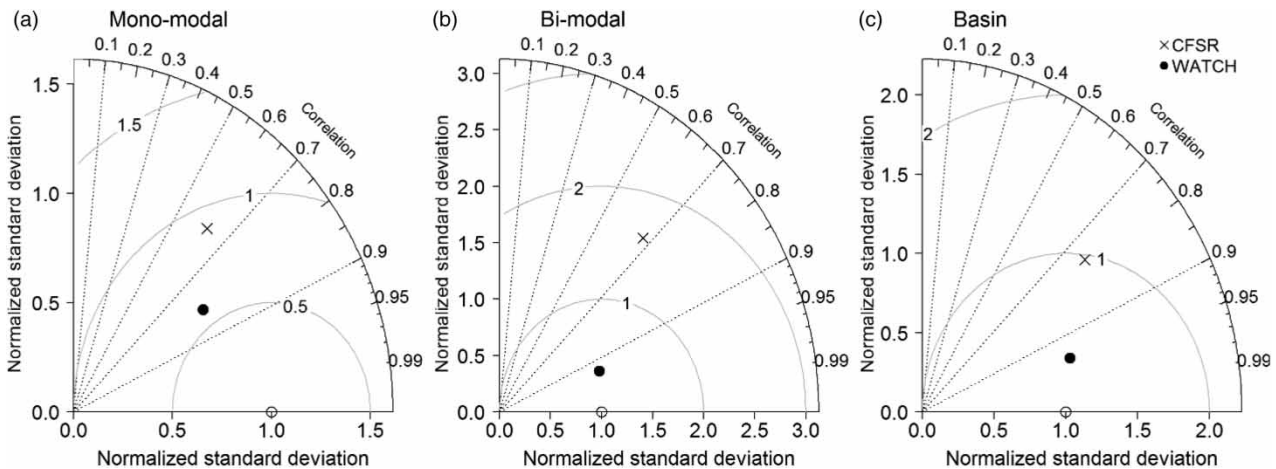 (a) Mono-modal
0.1 0.2 0.3 0.4 0.5 0.6 0.7 0.8 0.9 0.95 0.99
Correlation
1.5 1 0.5
1.5
1.0
0.5
0.0
Normalized standard deviation
0.0 0.5 1.0 1.5
Normalized standard deviation
(b) Bi-modal
0.1 0.2 0.3 0.4 0.5 0.6 0.7 0.8 0.9 0.95 0.99
Correlation
2 1
3.0
2.5
2.0
1.5
1.0
0.5
0.0
Normalized standard deviation
0.0 0.5 1.0 1.5 2.0 2.5 3.0
Normalized standard deviation
(c) Basin
× CFSR
● WATCH
0.1 0.2 0.3 0.4 0.5 0.6 0.7 0.8 0.9 0.95 0.99
Correlation
2 1
2.0
1.5
1.0
0.5
0.0
Normalized standard deviation
0.0 0.5 1.0 1.5 2.0
Normalized standard deviation